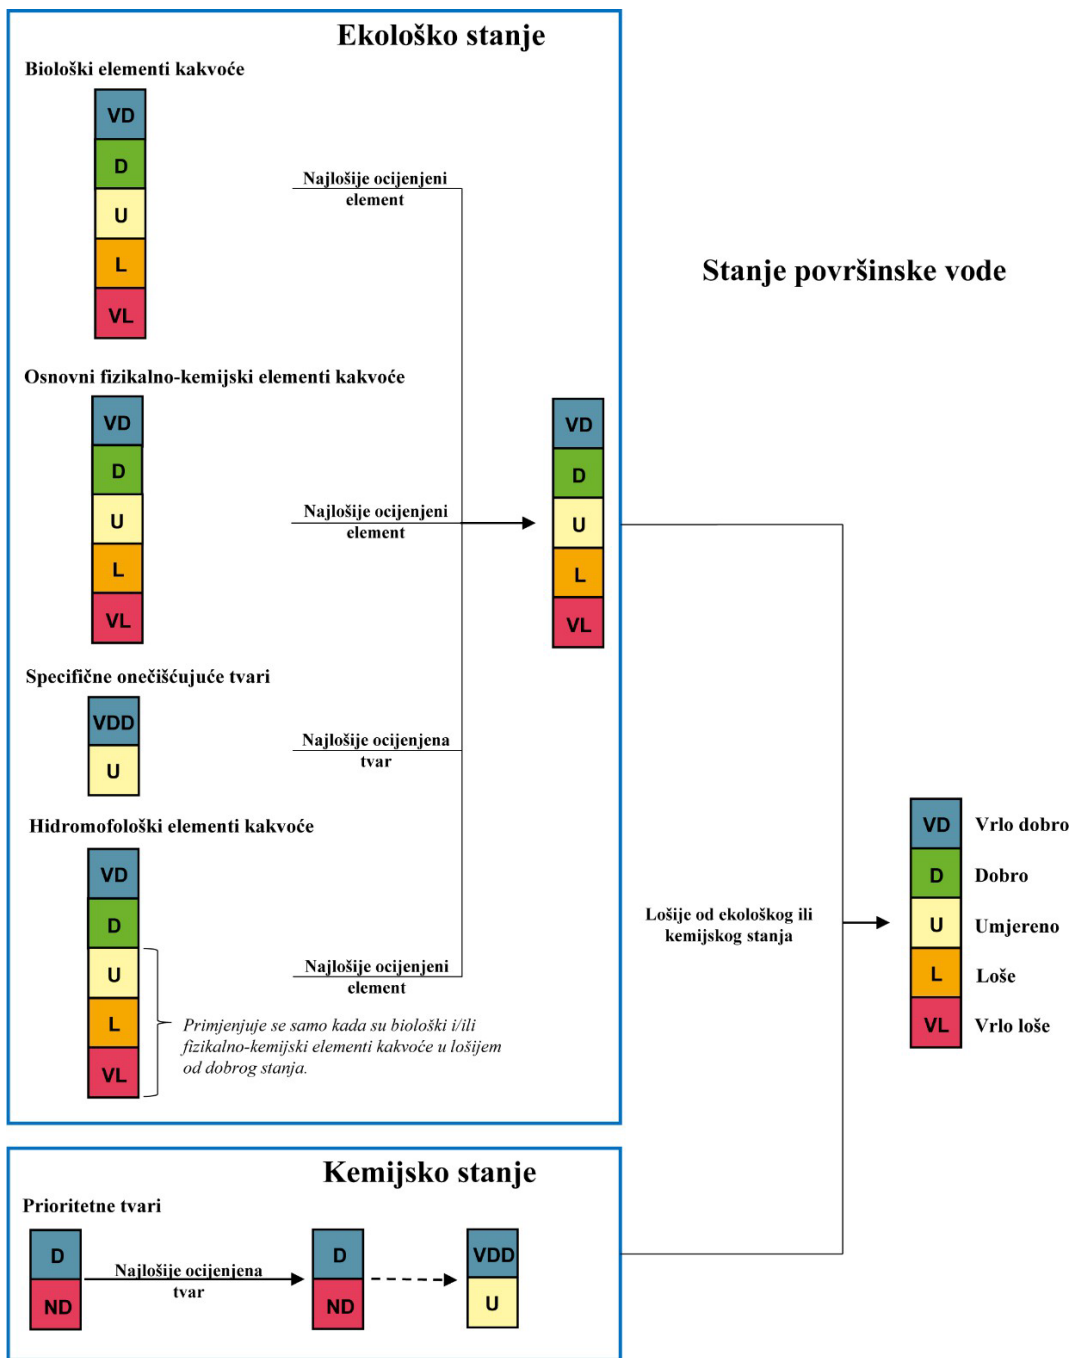 Ekološko stanje
Biološki elementi kakvoće
VD
D
U
L
VL
Najlošije ocijenjeni
element
Stanje površinske vode
Osnovni fizikalno-kemijski elementi kakvoće
VD
D
U
L
VL
Najlošije ocijenjeni
element
VD
D
U
L
VL
Specifične onečišćujuće tvari
VDD
U
Najlošije ocijenjena
tvar
Hidromofološki elementi kakvoće
VD
D
U
L
VL
Najlošije ocijenjeni
element
Primjenjuje se samo kada su biološki i/ili
fizikalno-kemijski elementi kakvoće u lošijem
od dobrog stanja.
Lošije od ekološkog ili
kemijskog stanja
VD Vrlo dobro
D Dobro
U Umjereno
L Loše
VL Vrlo loše
Kemijsko stanje
Prioritetne tvari
D
ND
Najlošije ocijenjena
tvar
D
ND
VDD
U